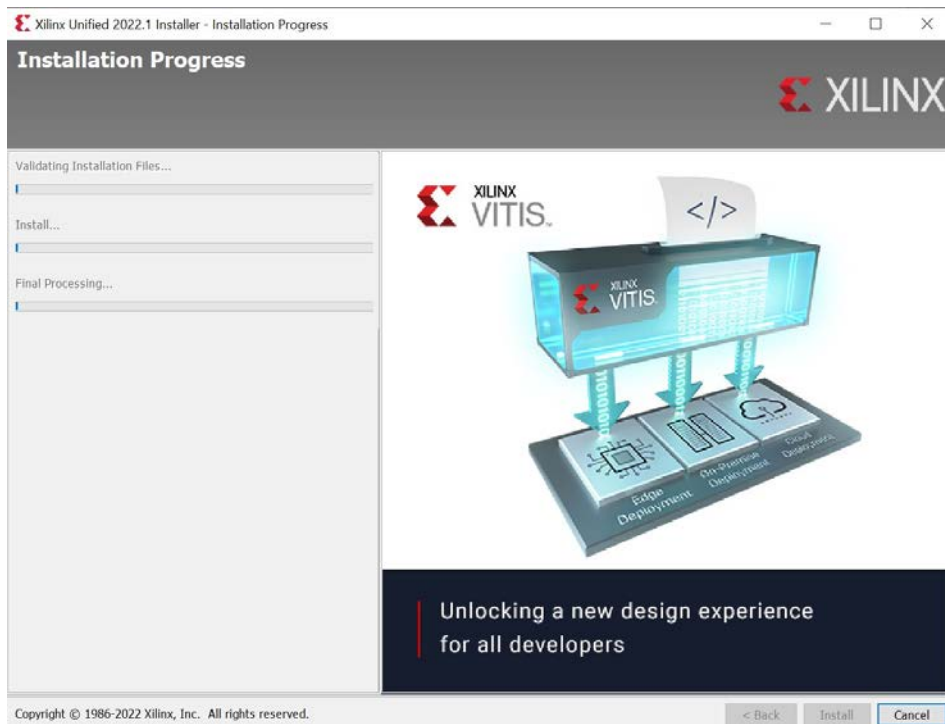 Xilinx Unified 2022.1 Installer - Installation Progress
Installation Progress
XILINX
Validating Installation Files...
Install...
Final Processing...
XILINX
VITIS™
</>
XILINX
VITIS
Edge
Deployment
On-Premise
Deployment
Cloud
Deployment
Unlocking a new design experience
for all developers
Copyright © 1986-2022 Xilinx, Inc. All rights reserved.
< Back
Install
Cancel